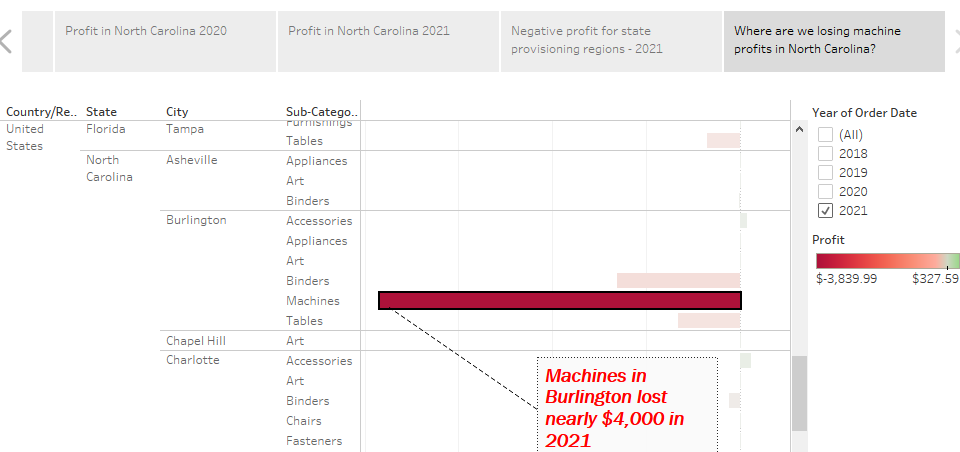 Profit in North Carolina 2020
Profit in North Carolina 2021
Negative profit for state
provisioning regions - 2021
Where are we losing machine
profits in North Carolina?
Country/Re.. State City Sub-Catego..
United
States
Florida
Tampa
Furnishings
Tables
North
Carolina
Asheville
Appliances
Art
Binders
Burlington
Accessories
Appliances
Art
Binders
Machines
Tables
Chapel Hill
Art
Charlotte
Accessories
Art
Binders
Chairs
Fasteners
Machines in
Burlington lost
nearly $4,000 in
2021
Year of Order Date
(All)
2018
2019
2020
2021
Profit
$-3,839.99 $327.59